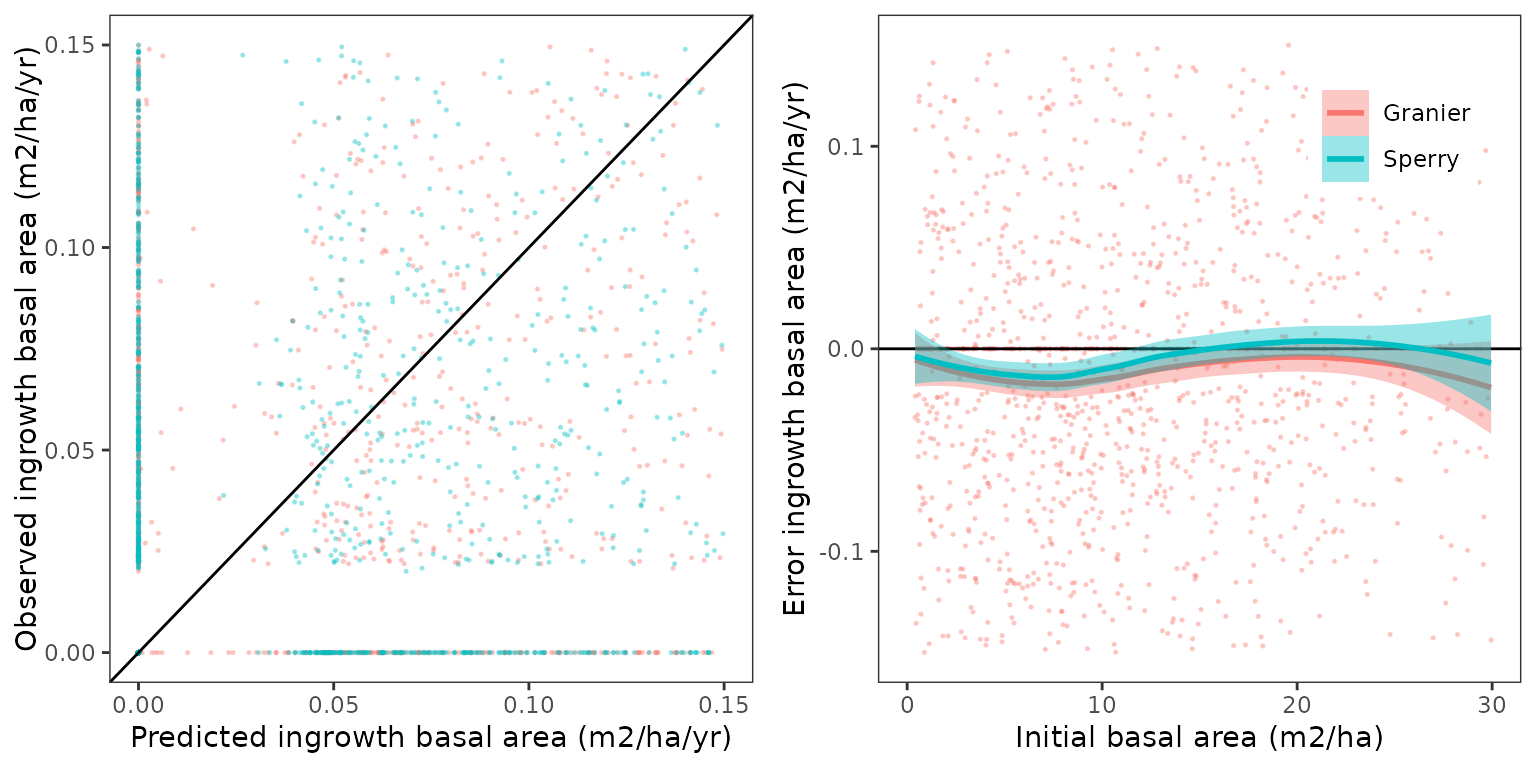 Observed ingrowth basal area (m2/ha/yr)
0.15
0.10
0.05
0.00
0.00 0.05 0.10 0.15
Predicted ingrowth basal area (m2/ha/yr)
Error ingrowth basal area (m2/ha/yr)
0.1
0.0
-0.1
Granier
Sperry
0 10 20 30
Initial basal area (m2/ha)